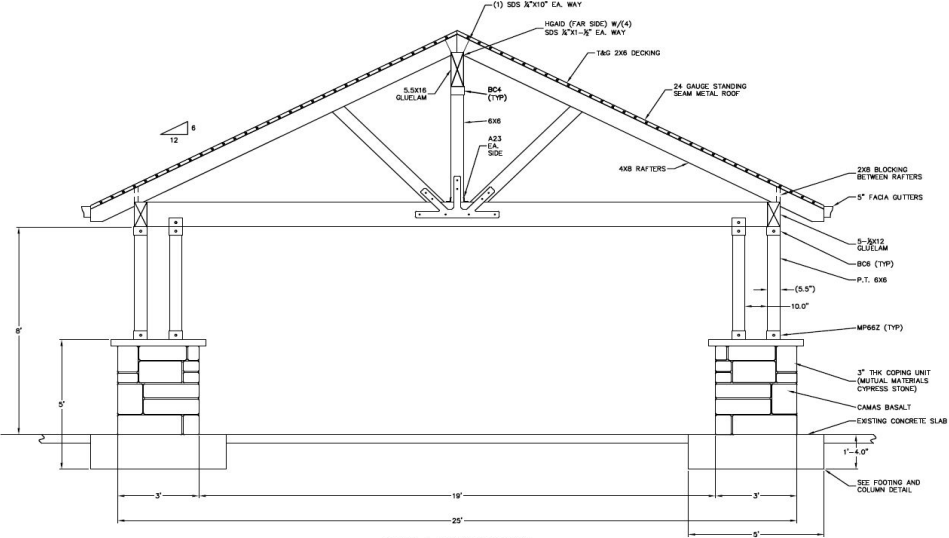 (1) SDS ¼"X10" EA. WAY
HGAID (FAR SIDE) W/(4)
SDS ¼"X1-½" EA. WAY
T&G 2X6 DECKING
24 GAUGE STANDING
SEAM METAL ROOF
5.5X16
GLUELAM
BC4
(TYP)
6X6
A23
EA.
SIDE
6
12
4X8 RAFTERS
2X8 BLOCKING
BETWEEN RAFTERS
5" FACIA GUTTERS
5-½X12
GLUELAM
BC6 (TYP)
P.T. 6X6
(5.5")
10.0"
MP66Z (TYP)
8'
5'
3" THK COPING UNIT
(MUTUAL MATERIALS
CYPRESS STONE)
CAMAS BASALT
EXISTING CONCRETE SLAB
1'-4.0"
SEE FOOTING AND
COLUMN DETAIL
3'
19'
3'
25'
5'